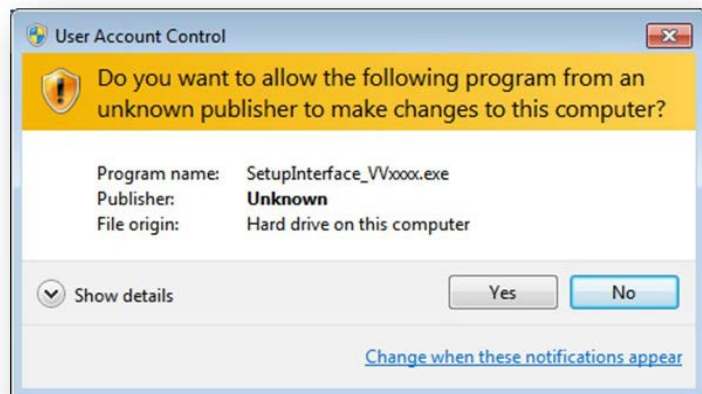 User Account Control
Do you want to allow the following program from an
unknown publisher to make changes to this computer?
Program name: SetupInterface_VVxxxx.exe
Publisher: Unknown
File origin: Hard drive on this computer
Show details Yes No
Change when these notifications appear